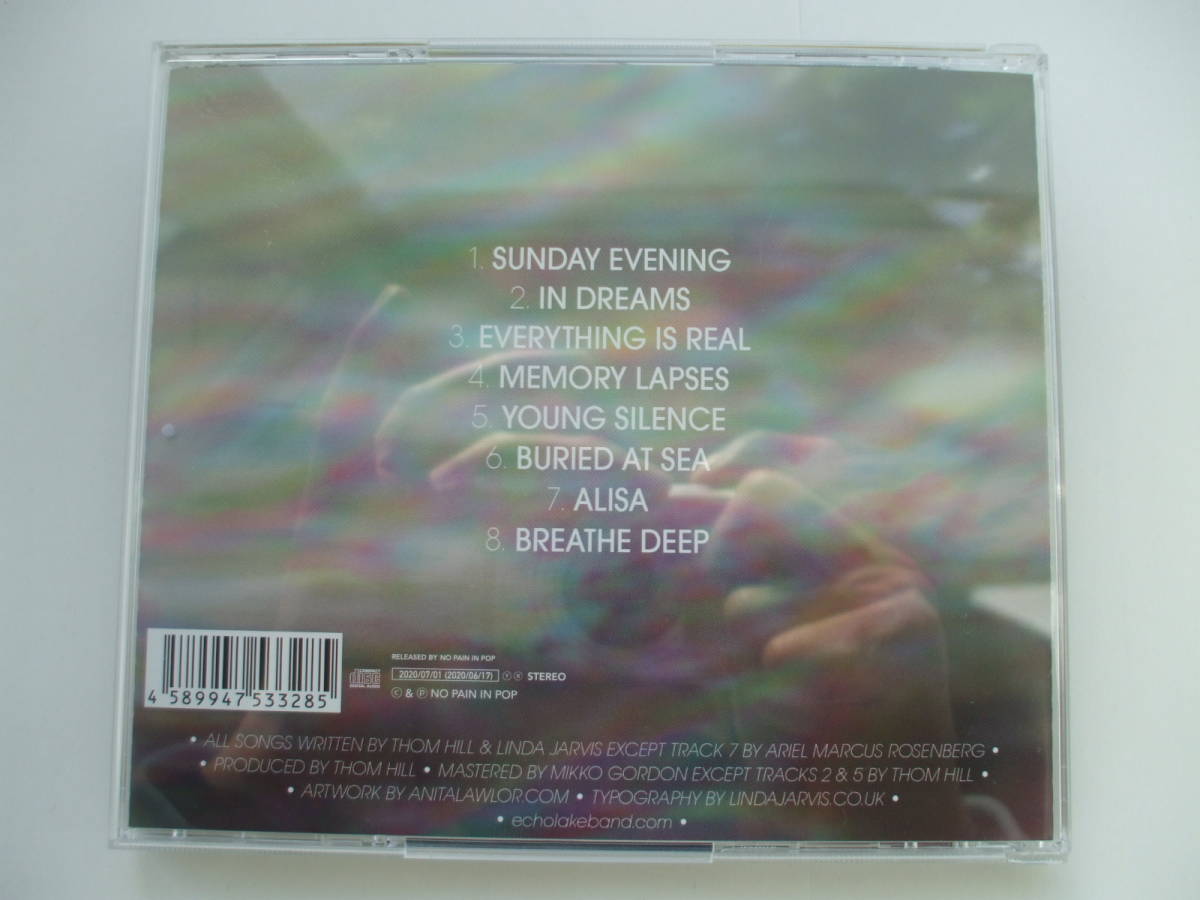 1. SUNDAY EVENING
2. IN DREAMS
3. EVERYTHING IS REAL
4. MEMORY LAPSES
5. YOUNG SILENCE
6. BURIED AT SEA
7. ALISA
8. BREATHE DEEP
4 589947 533285
COMPACT
DISC
DIGITAL AUDIO
RELEASED BY NO PAIN IN POP
2020/07/01 (2020/06/17) Ⓨ Ⓧ STEREO
© & ℗ NO PAIN IN POP
• ALL SONGS WRITTEN BY THOM HILL & LINDA JARVIS EXCEPT TRACK 7 BY ARIEL MARCUS ROSENBERG •
• PRODUCED BY THOM HILL • MASTERED BY MIKKO GORDON EXCEPT TRACKS 2 & 5 BY THOM HILL •
• ARTWORK BY ANITALAWLOR.COM • TYPOGRAPHY BY LINDAJARVIS.CO.UK •
• echolakeband.com •